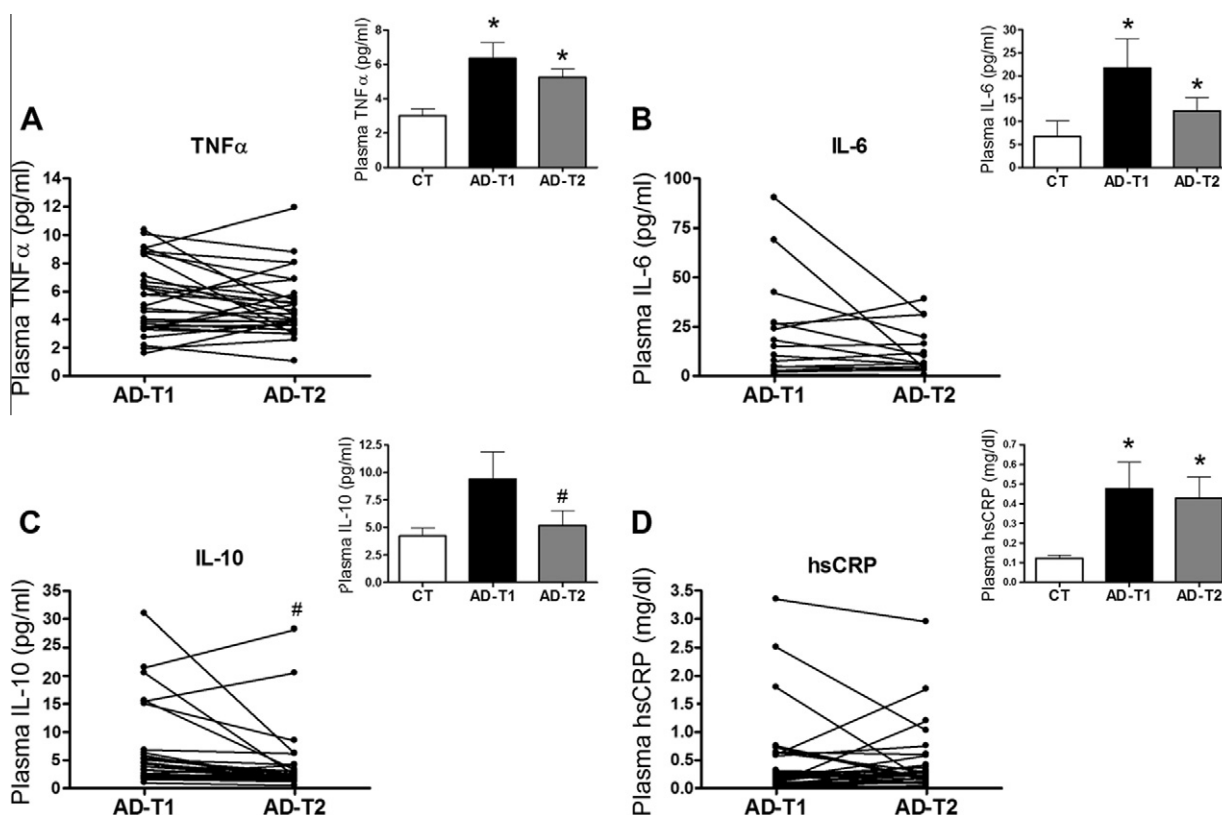 A
TNFα
Plasma TNFα (pg/ml)
14
12
10
8
6
4
2
0
AD-T1 AD-T2
Plasma TNFα (pg/ml)
8
6
4
2
0
CT AD-T1 AD-T2
*
*
B
IL-6
Plasma IL-6 (pg/ml)
100
75
50
25
0
AD-T1 AD-T2
Plasma IL-6 (pg/ml)
30
25
20
15
10
5
0
CT AD-T1 AD-T2
*
*
C
IL-10
Plasma IL-10 (pg/ml)
35
30
25
20
15
10
5
0
AD-T1 AD-T2
#
Plasma IL-10 (pg/ml)
12.5
10.0
7.5
5.0
2.5
0.0
CT AD-T1 AD-T2
#
D
hsCRP
Plasma hsCRP (mg/dl)
3.5
3.0
2.5
2.0
1.5
1.0
0.5
0.0
AD-T1 AD-T2
Plasma hsCRP (mg/dl)
0.7
0.6
0.5
0.4
0.3
0.2
0.1
0.0
CT AD-T1 AD-T2
*
*